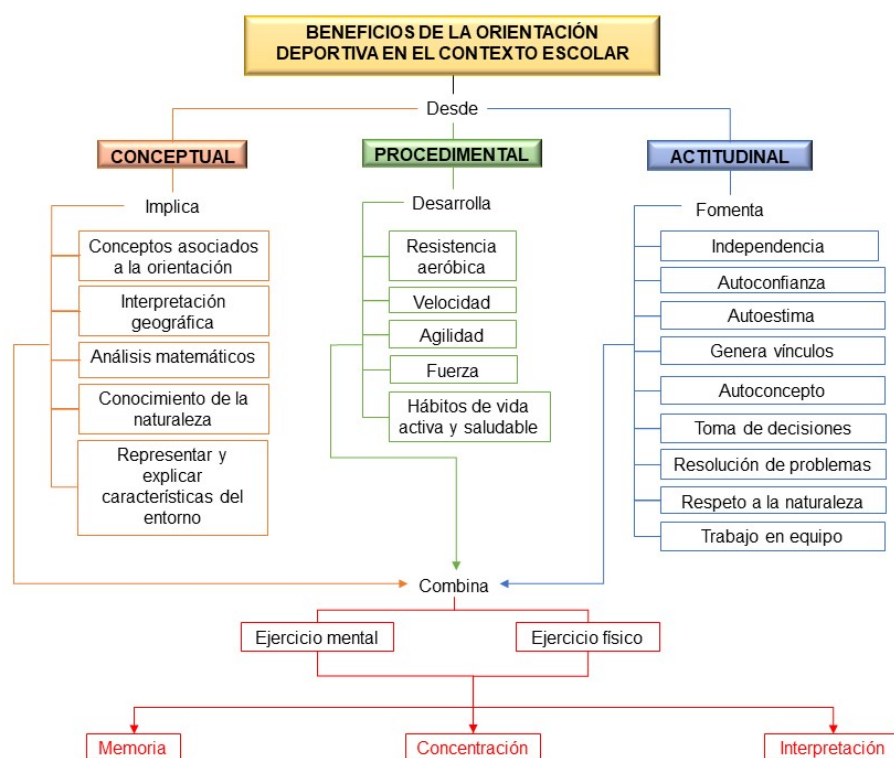 BENEFICIOS DE LA ORIENTACIÓN
DEPORTIVA EN EL CONTEXTO ESCOLAR
Desde
CONCEPTUAL
PROCEDIMENTAL
ACTITUDINAL
Implica
Conceptos asociados
a la orientación
Interpretación
geográfica
Análisis matemáticos
Conocimiento de la
naturaleza
Representar y
explicar
características del
entorno
Desarrolla
Resistencia
aeróbica
Velocidad
Agilidad
Fuerza
Hábitos de vida
activa y saludable
Fomenta
Independencia
Autoconfianza
Autoestima
Genera vínculos
Autoconcepto
Toma de decisiones
Resolución de problemas
Respeto a la naturaleza
Trabajo en equipo
Combina
Ejercicio mental
Ejercicio físico
Memoria
Concentración
Interpretación